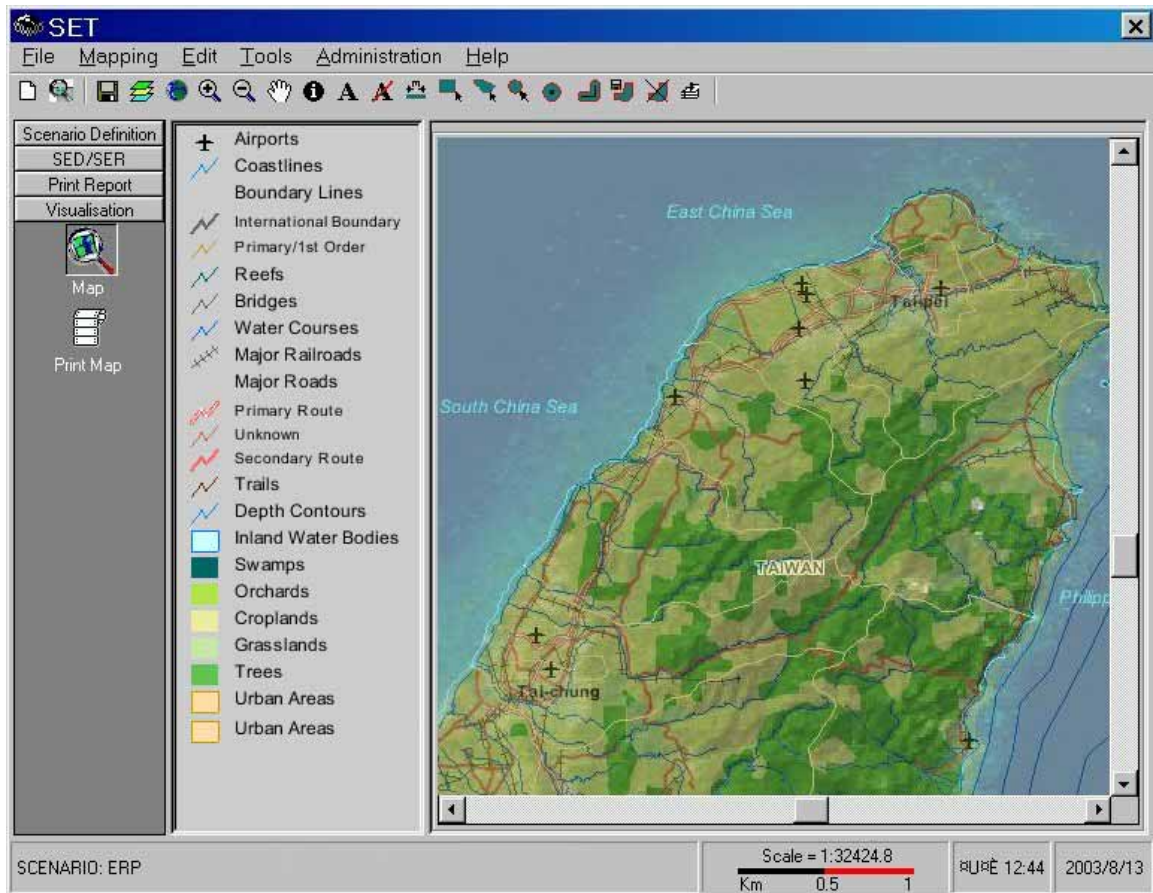 SET
File Mapping Edit Tools Administration Help
Scenario Definition
SED/SER
Print Report
Visualisation
Map
Print Map
Airports
Coastlines
Boundary Lines
International Boundary
Primary/1st Order
Reefs
Bridges
Water Courses
Major Railroads
Major Roads
Primary Route
Unknown
Secondary Route
Trails
Depth Contours
Inland Water Bodies
Swamps
Orchards
Croplands
Grasslands
Trees
Urban Areas
Urban Areas
East China Sea
Taipei
South China Sea
TAIWAN
Philipp
Tai-chung
SCENARIO: ERP
Scale = 1:32424.8
Km 0.5 1
¤U¤È 12:44
2003/8/13